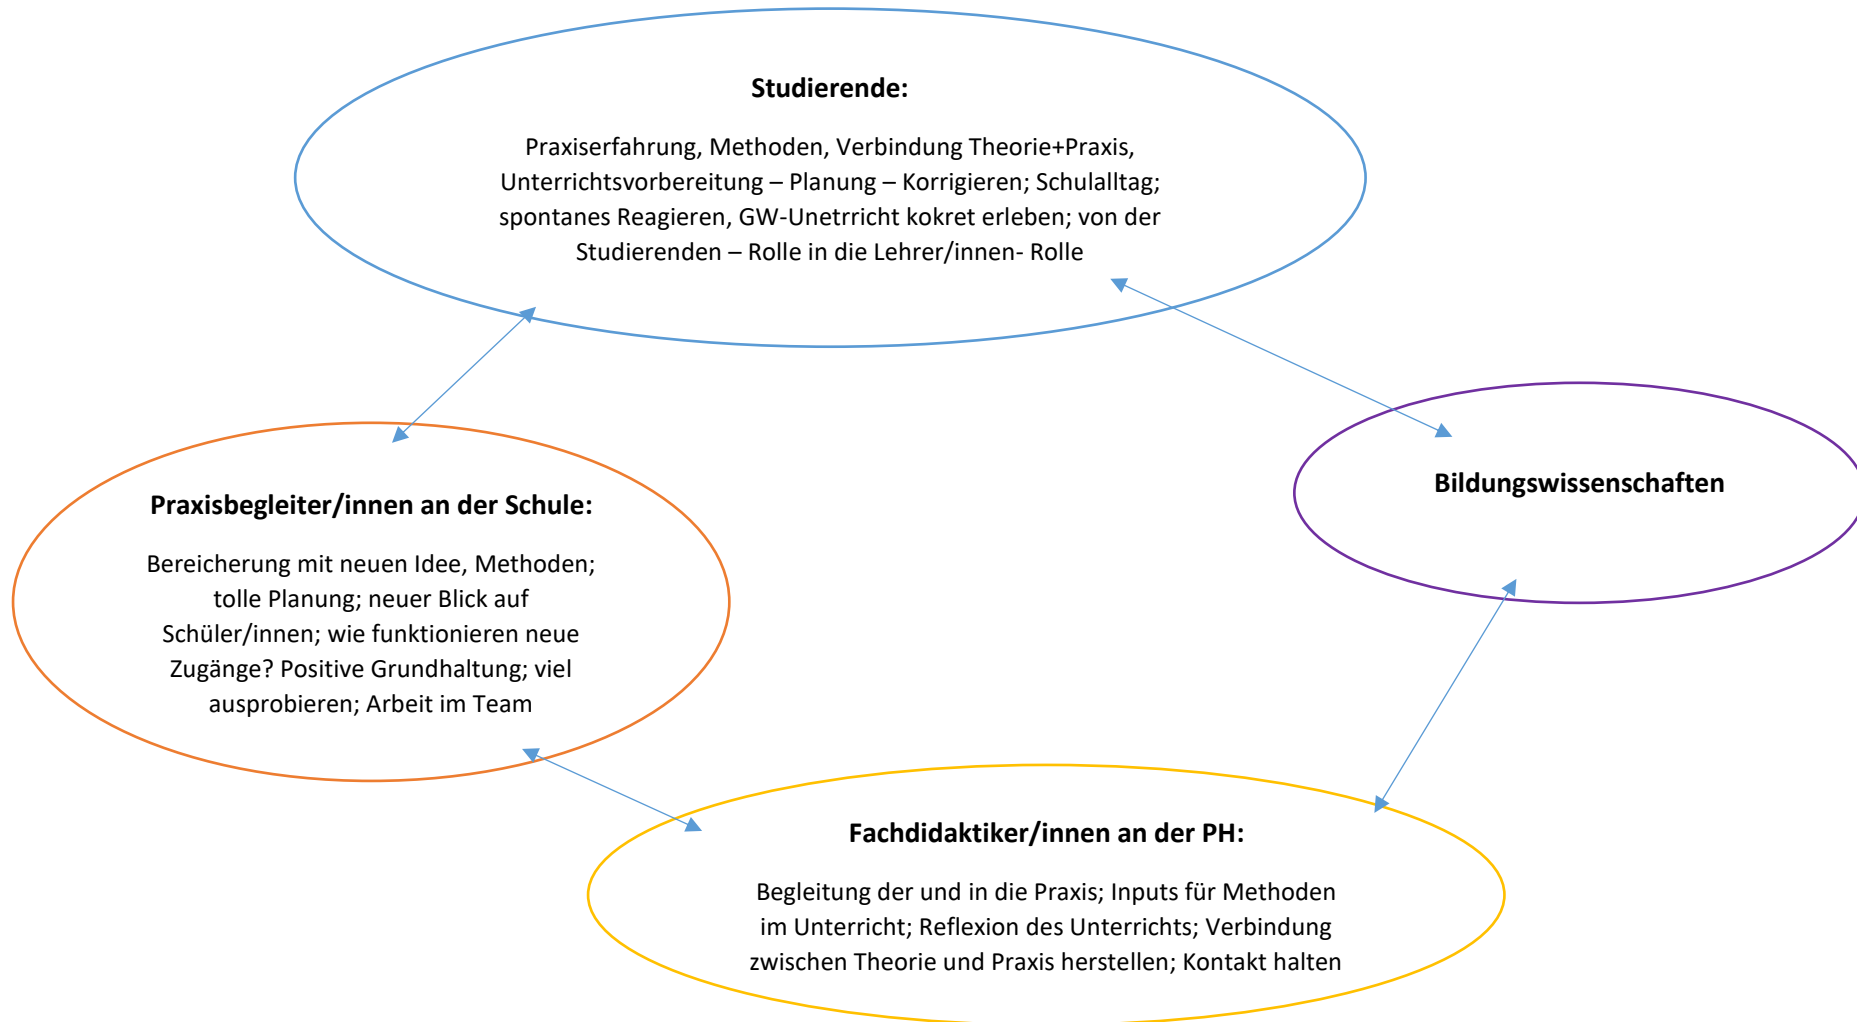 Studierende:
Praxiserfahrung, Methoden, Verbindung Theorie+Praxis,
Unterrichtsvorbereitung – Planung – Korrigieren; Schulalltag;
spontanes Reagieren, GW-Unetrricht kokret erleben; von der
Studierenden – Rolle in die Lehrer/innen- Rolle
Bildungswissenschaften
Praxisbegleiter/innen an der Schule:
Bereicherung mit neuen Idee, Methoden;
tolle Planung; neuer Blick auf
Schüler/innen; wie funktionieren neue
Zugänge? Positive Grundhaltung; viel
ausprobieren; Arbeit im Team
Fachdidaktiker/innen an der PH:
Begleitung der und in die Praxis; Inputs für Methoden
im Unterricht; Reflexion des Unterrichts; Verbindung
zwischen Theorie und Praxis herstellen; Kontakt halten